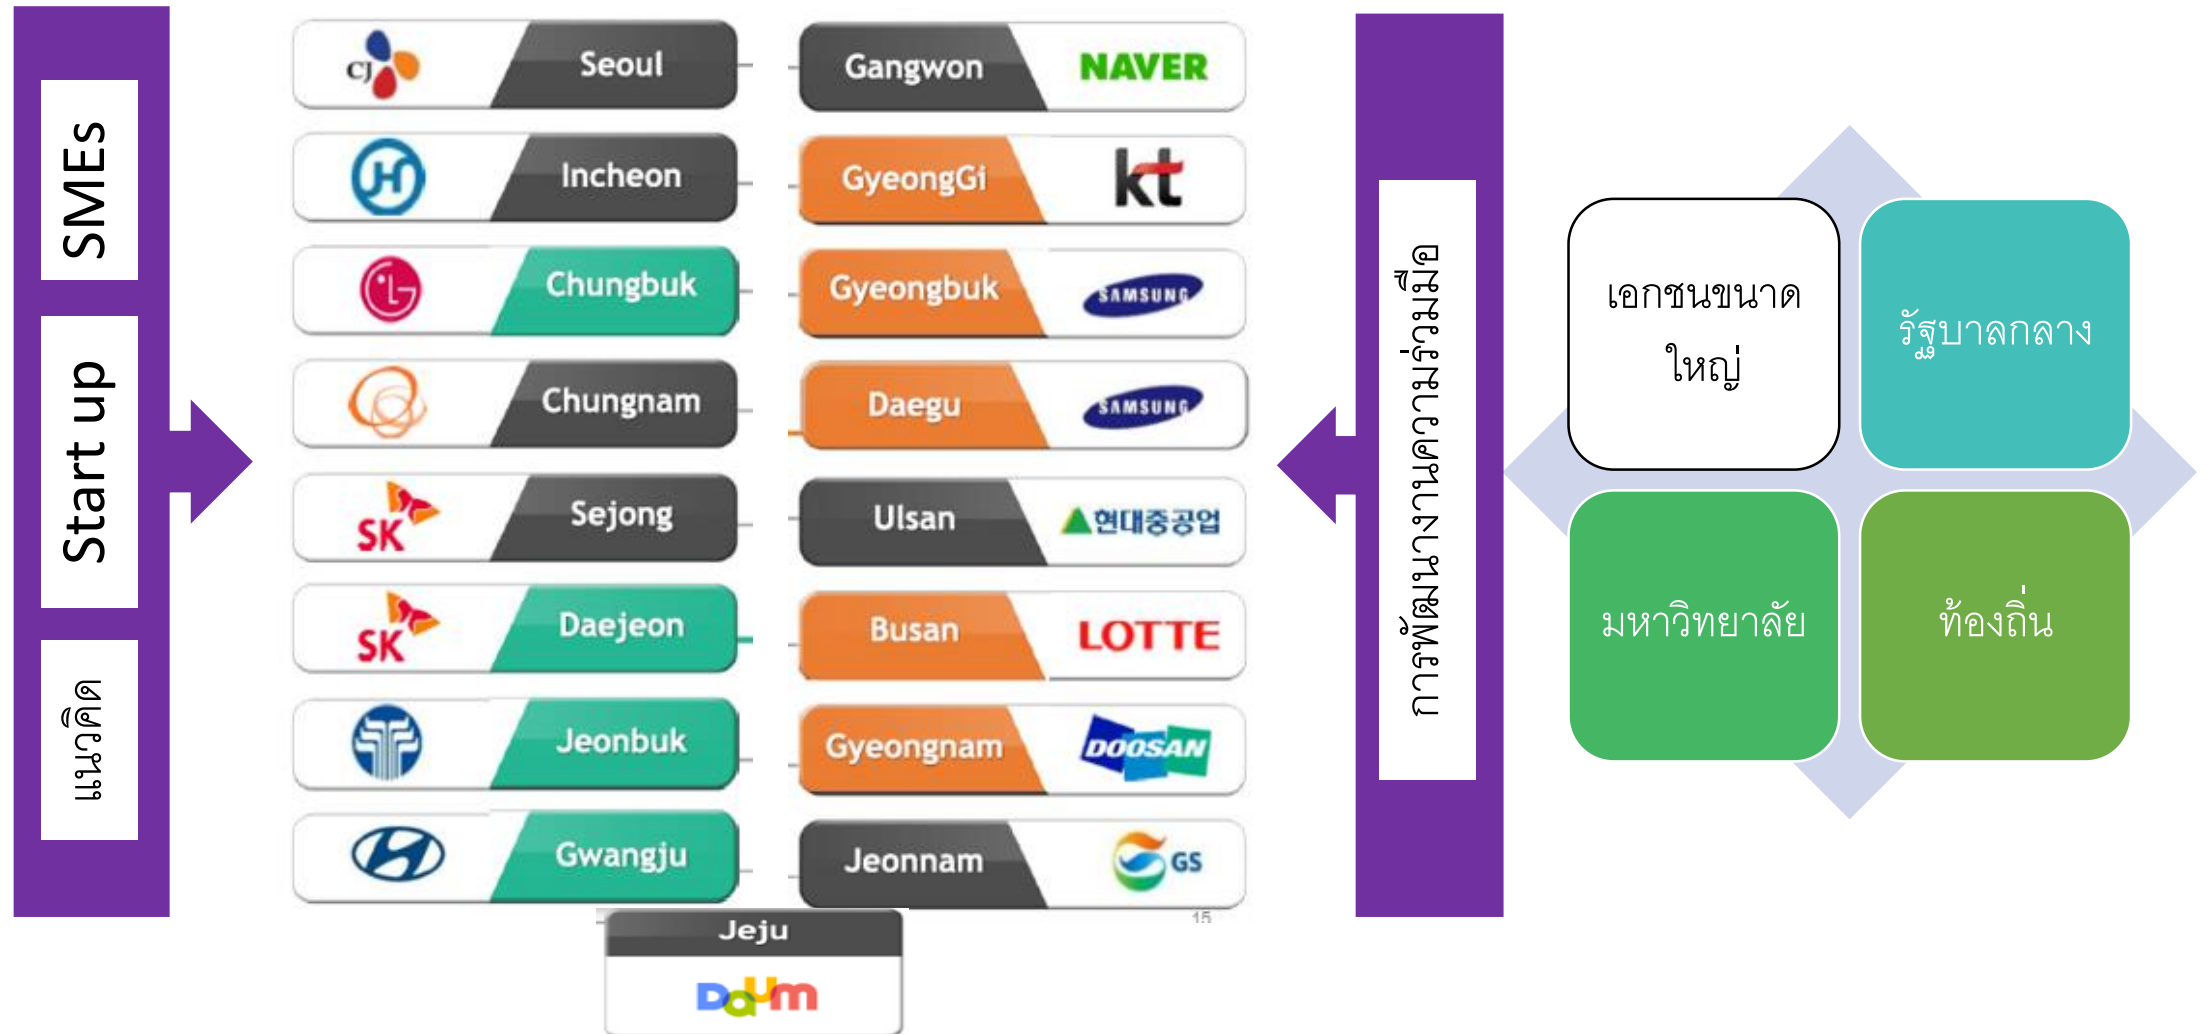 SMEs
Start up
แนวคิด
CJ
Seoul
Incheon
Chungbuk
Chungnam
SK
Sejong
SK
Daejeon
Jeonbuk
Gwangju
Gangwon
NAVER
GyeongGi
kt
Gyeongbuk
SAMSUNG
Daegu
SAMSUNG
Ulsan
현대중공업
Busan
LOTTE
Gyeongnam
DOOSAN
Jeonnam
GS
15
Jeju
Daum
การพัฒนางานความร่วมมือ
เอกชนขนาด
ใหญ่
รัฐบาลกลาง
มหาวิทยาลัย
ท้องถิ่น